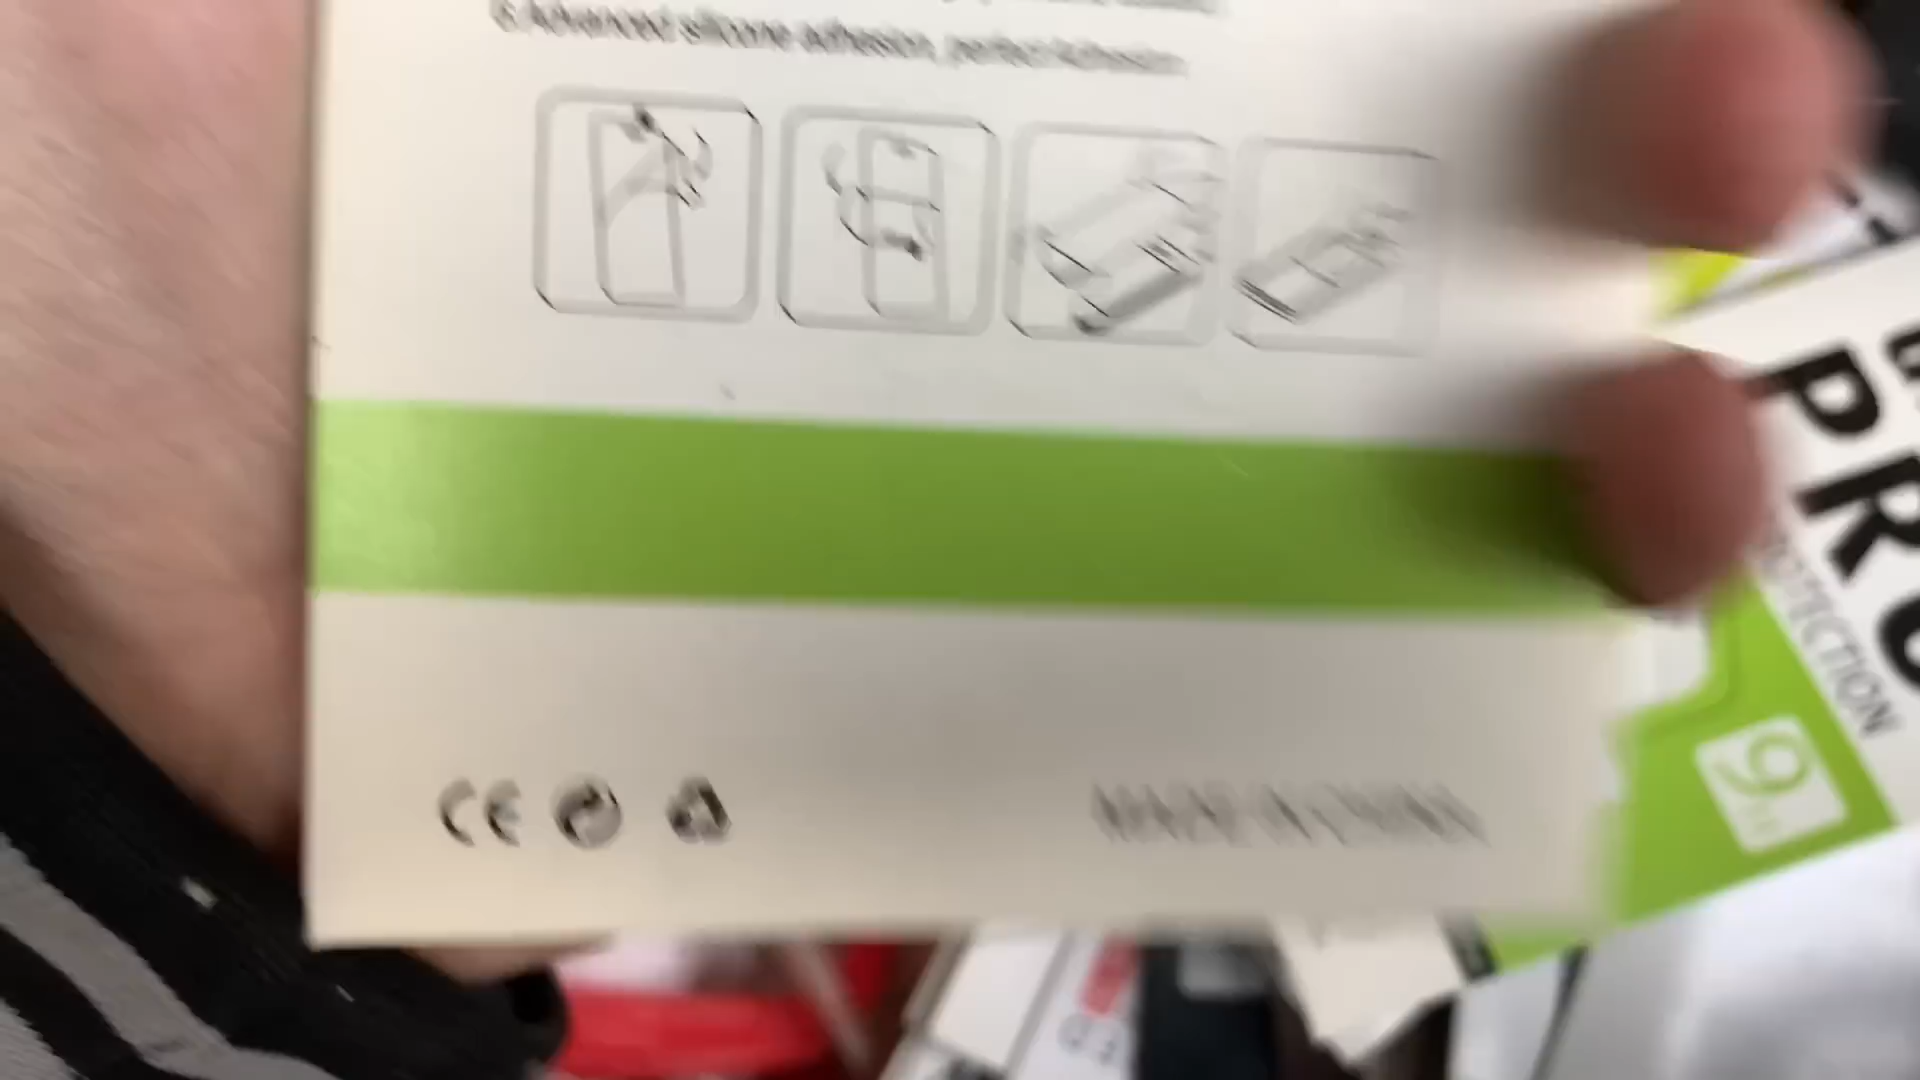 6.Advanced silicone adhesion, perfect Adhesion.
CE
MADE IN CHINA
PRO
PROTECTION
9H